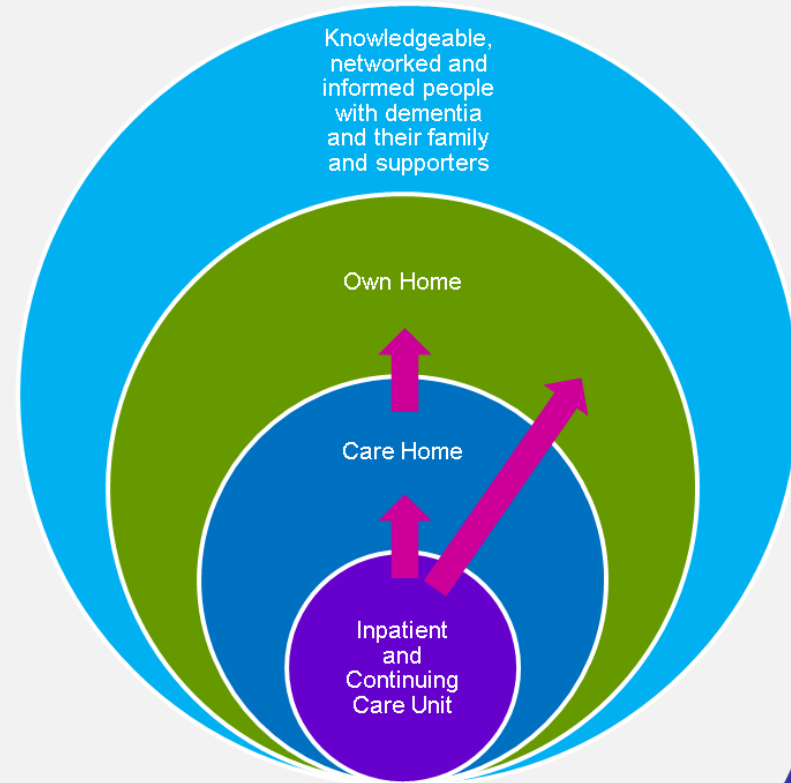 Knowledgeable,
networked and
informed people
with dementia
and their family
and supporters
Own Home
Care Home
Inpatient
and
Continuing
Care Unit